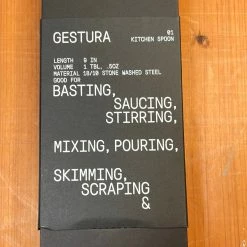 GESTURA
01
KITCHEN SPOON
LENGTH 9 IN
VOLUME 1 TBL, .5OZ
MATERIAL 18/10 STONE WASHED STEEL
GOOD FOR
BASTING,
SAUCING,
STIRRING,
MIXING, POURING,
SKIMMING,
SCRAPING
&